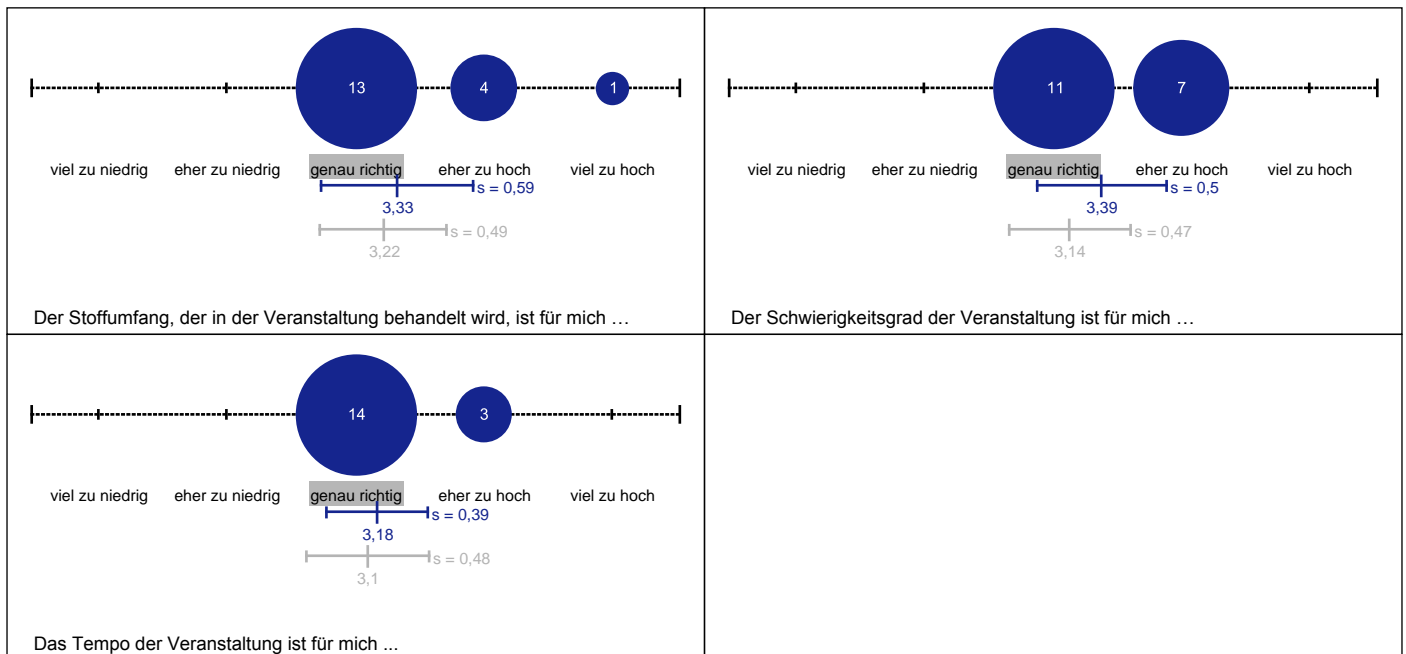 13
4
1
viel zu niedrig eher zu niedrig genau richtig eher zu hoch viel zu hoch
s = 0,59
3,33
s = 0,49
3,22
Der Stoffumfang, der in der Veranstaltung behandelt wird, ist für mich …
11
7
viel zu niedrig eher zu niedrig genau richtig eher zu hoch viel zu hoch
s = 0,5
3,39
s = 0,47
3,14
Der Schwierigkeitsgrad der Veranstaltung ist für mich …
14
3
viel zu niedrig eher zu niedrig genau richtig eher zu hoch viel zu hoch
s = 0,39
3,18
s = 0,48
3,1
Das Tempo der Veranstaltung ist für mich ...